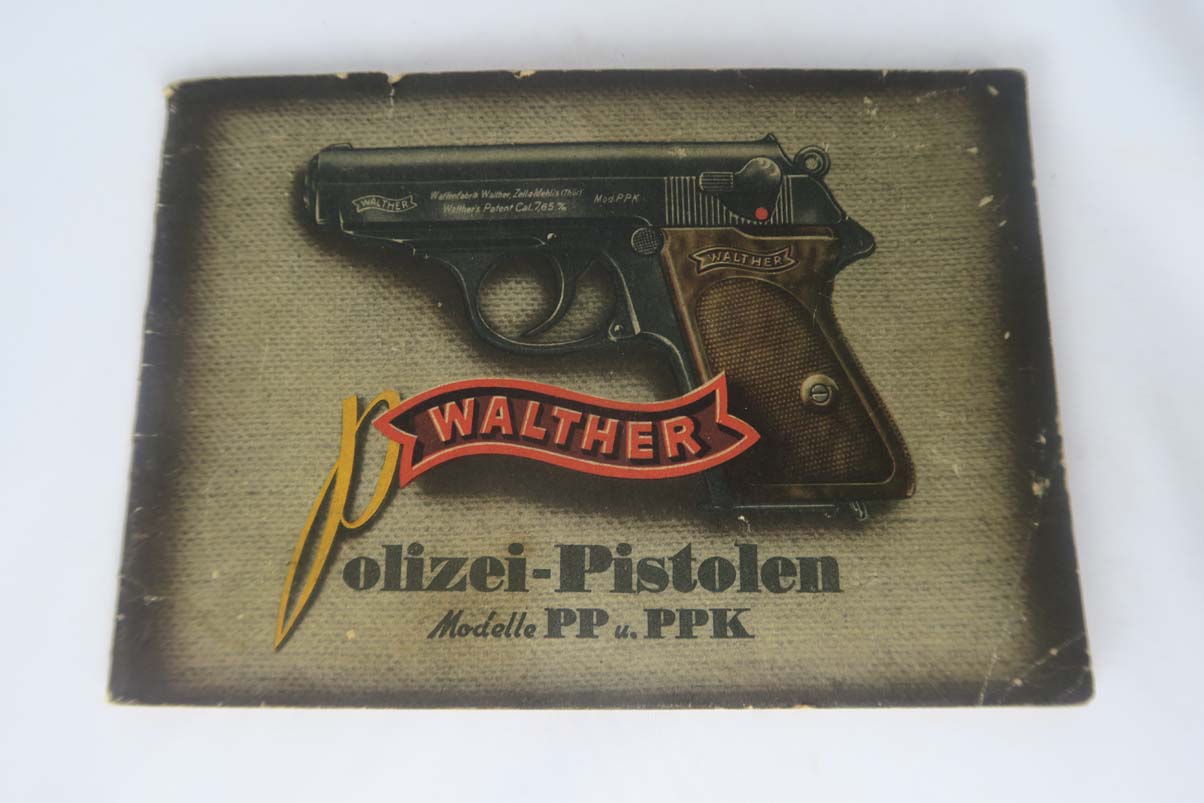 WALTHER
Waffenfabrik Walther, Zella-Mehlis (Thür)
Walther's Patent Cal. 7,65 m/m
Mod. PPK
WALTHER
WALTHER
Polizei-Pistolen
Modelle PP u. PPK